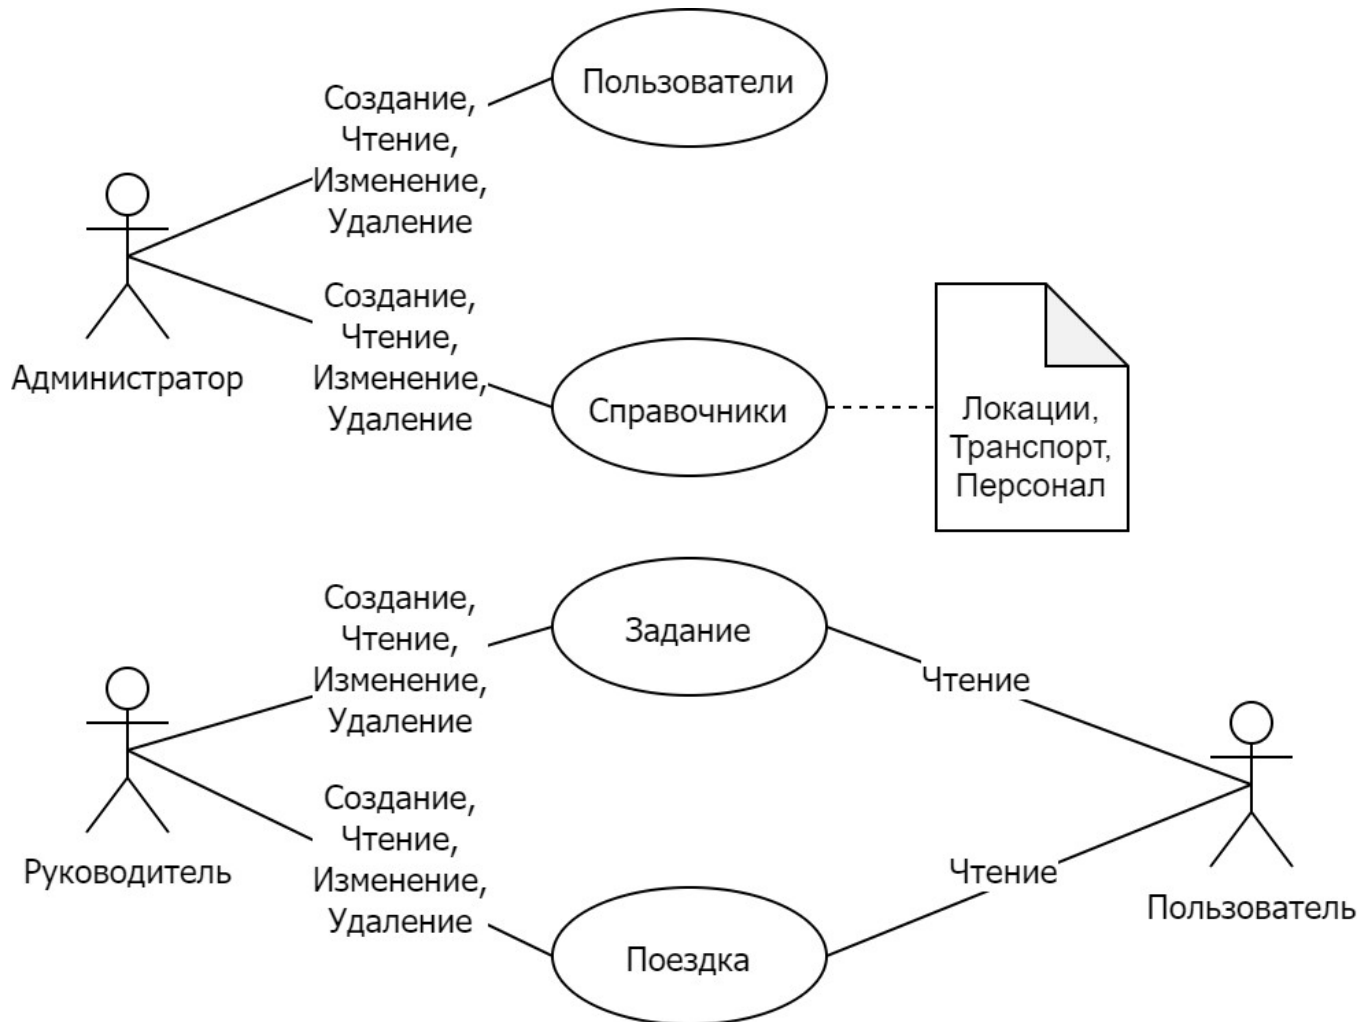 Пользователи
Создание,
Чтение,
Изменение,
Удаление
Администратор
Создание,
Чтение,
Изменение,
Удаление
Справочники
Локации,
Транспорт,
Персонал
Создание,
Чтение,
Изменение,
Удаление
Задание
Чтение
Руководитель
Создание,
Чтение,
Изменение,
Удаление
Чтение
Пользователь
Поездка